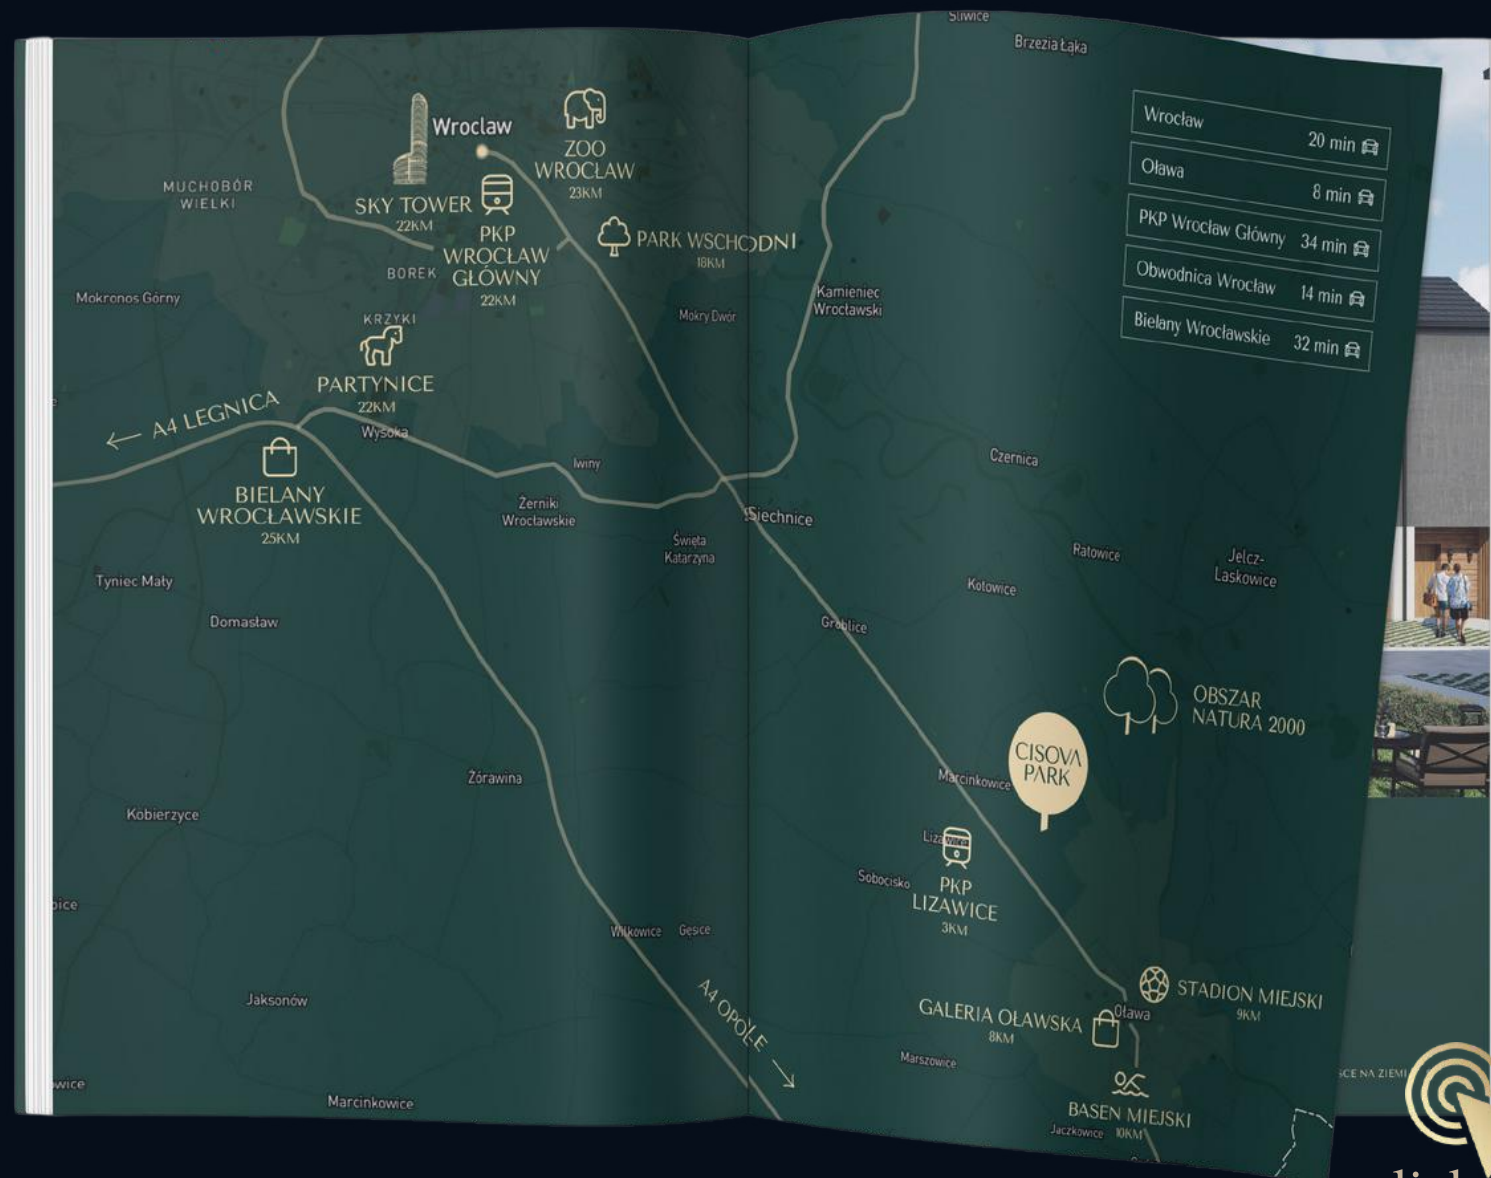 Śliwice
Brzezia Łąka
Wrocław
20 min
Oława
8 min
PKP Wrocław Główny 34 min
Obwodnica Wrocław 14 min
Bielany Wrocławskie 32 min
Wrocław
ZOO
WROCŁAW
23KM
MUCHOBÓR
WIELKI
SKY TOWER
22KM
PKP
WROCŁAW
GŁÓWNY
22KM
PARK WSCHODNI
18KM
BOREK
Mokronos Górny
KRZYKI
Mokry Dwór
Kamieniec
Wrocławski
PARTYNICE
22KM
← A4 LEGNICA
Wysoka
Iwiny
Czernica
BIELANY
WROCŁAWSKIE
25KM
Żerniki
Wrocławskie
Siechnice
Święta
Katarzyna
Ratowice
Jelcz-
Laskowice
Tyniec Mały
Kotowice
Domasław
Groblice
OBSZAR
NATURA 2000
CISOVA
PARK
Żórawina
Marcinkowice
Kobierzyce
Lizawice
Sobocisko
PKP
LIZAWICE
3KM
Wilkowice
Gęsice
Jaksonów
A4 OPOLE →
STADION MIEJSKI
9KM
GALERIA OŁAWSKA
8KM
Oława
Marszowice
BASEN MIEJSKI
10KM
Marcinkowice
Jaczkowice